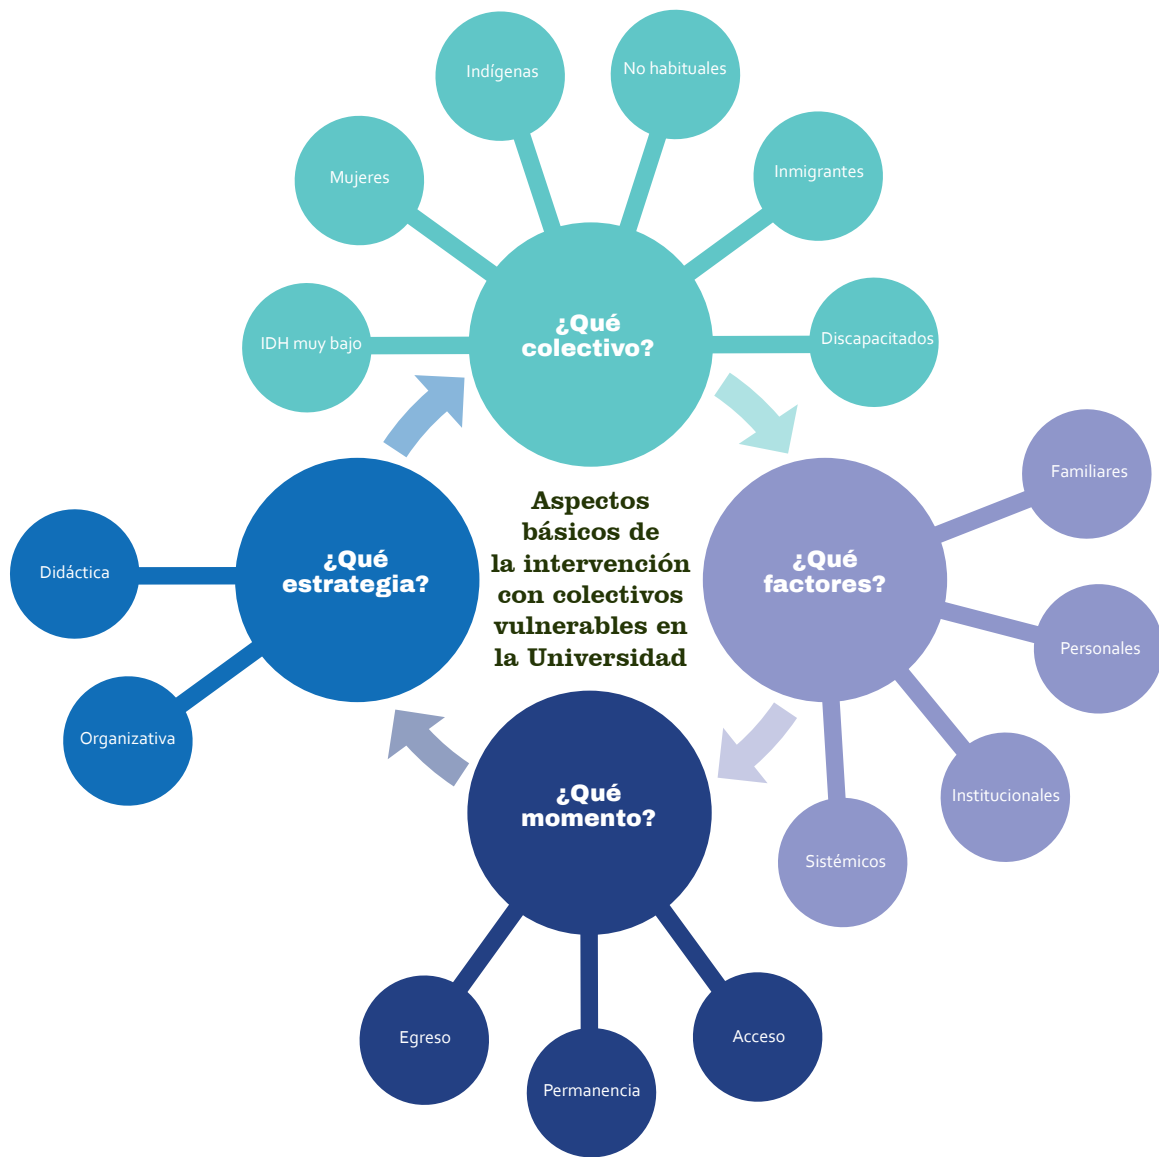 Indígenas
No habituales
Mujeres
Inmigrantes
IDH muy bajo
¿Qué
colectivo?
Discapacitados
Familiares
Personales
Institucionales
Sistémicos
¿Qué
factores?
Aspectos
básicos de
la intervención
con colectivos
vulnerables en
la Universidad
¿Qué
estrategia?
Didáctica
Organizativa
¿Qué
momento?
Egreso
Permanencia
Acceso